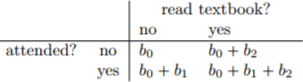 read textbook?
no yes
attended? no b₀ b₀ + b₂
yes b₀ + b₁ b₀ + b₁ + b₂